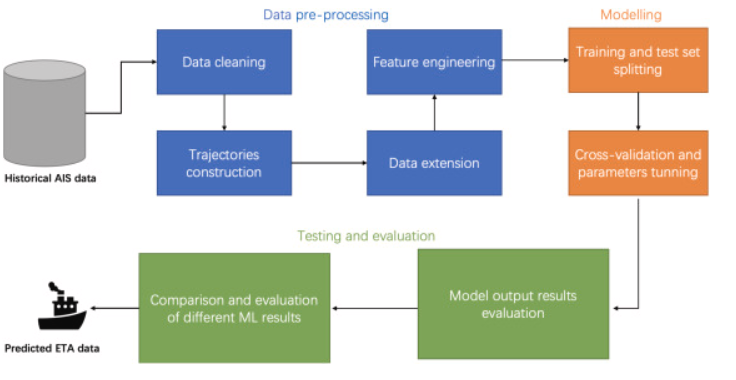 Data pre-processing
Modelling
Data cleaning
Feature engineering
Training and test set
splitting
Historical AIS data
Trajectories
construction
Data extension
Cross-validation and
parameters tunning
Testing and evaluation
Comparison and evaluation
of different ML results
Model output results
evaluation
Predicted ETA data